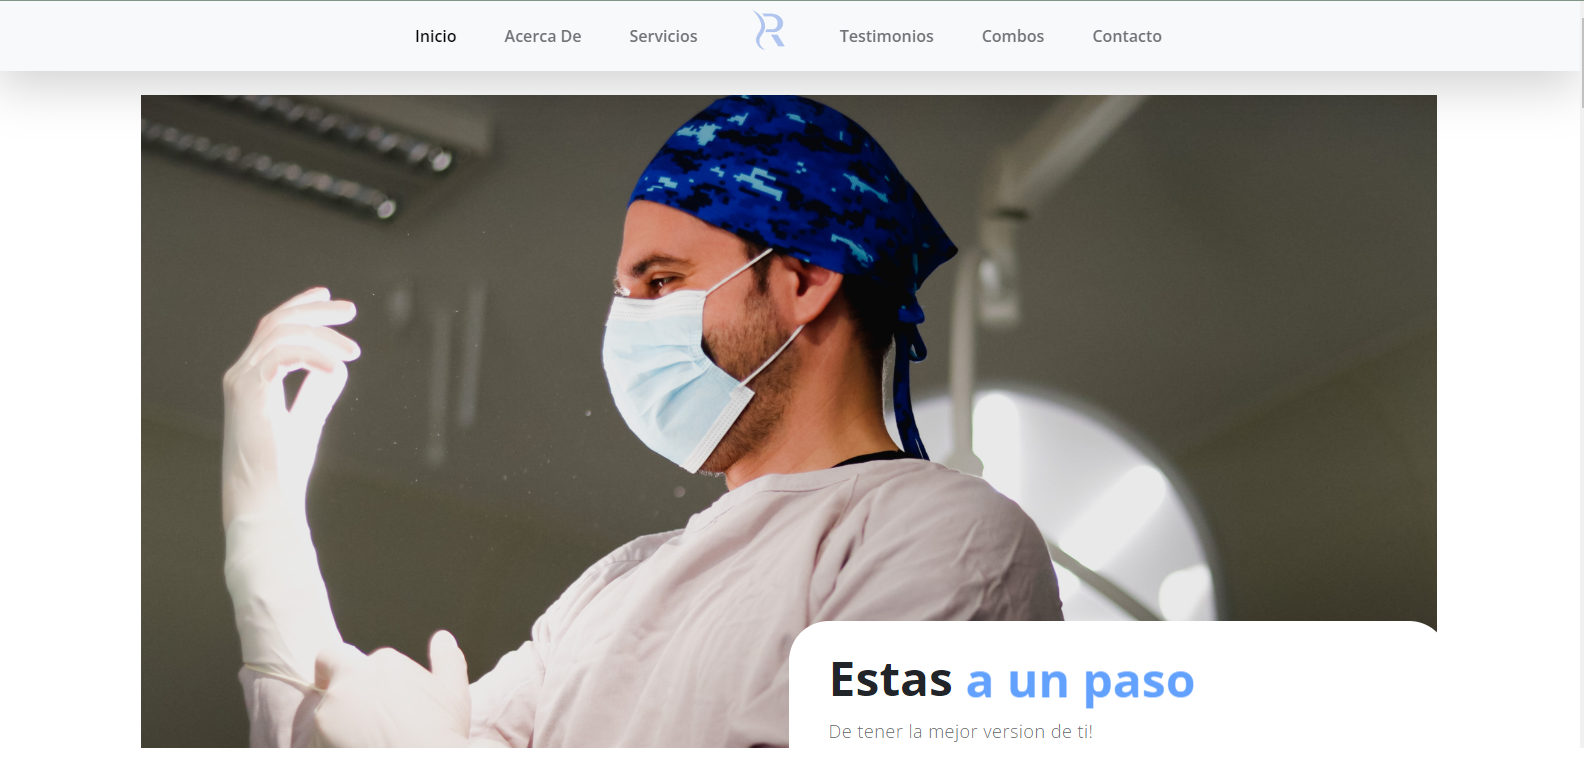 Inicio Acerca De Servicios R Testimonios Combos Contacto
Estas a un paso
De tener la mejor version de ti!